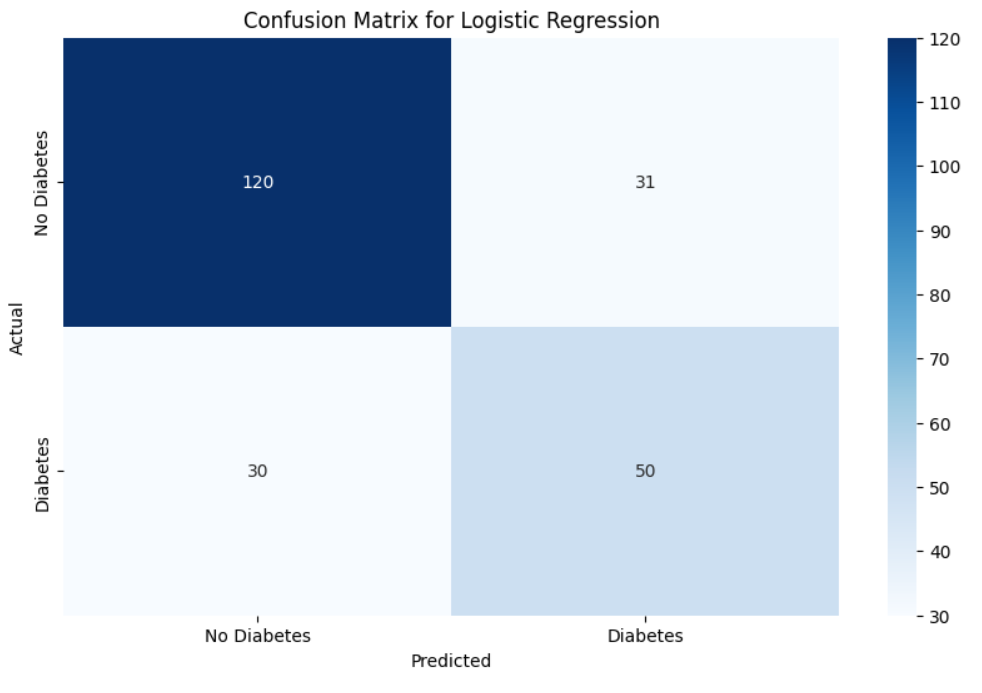 Confusion Matrix for Logistic Regression
Actual
No Diabetes
Diabetes
120
31
30
50
No Diabetes
Diabetes
Predicted
120
110
100
90
80
70
60
50
40
30